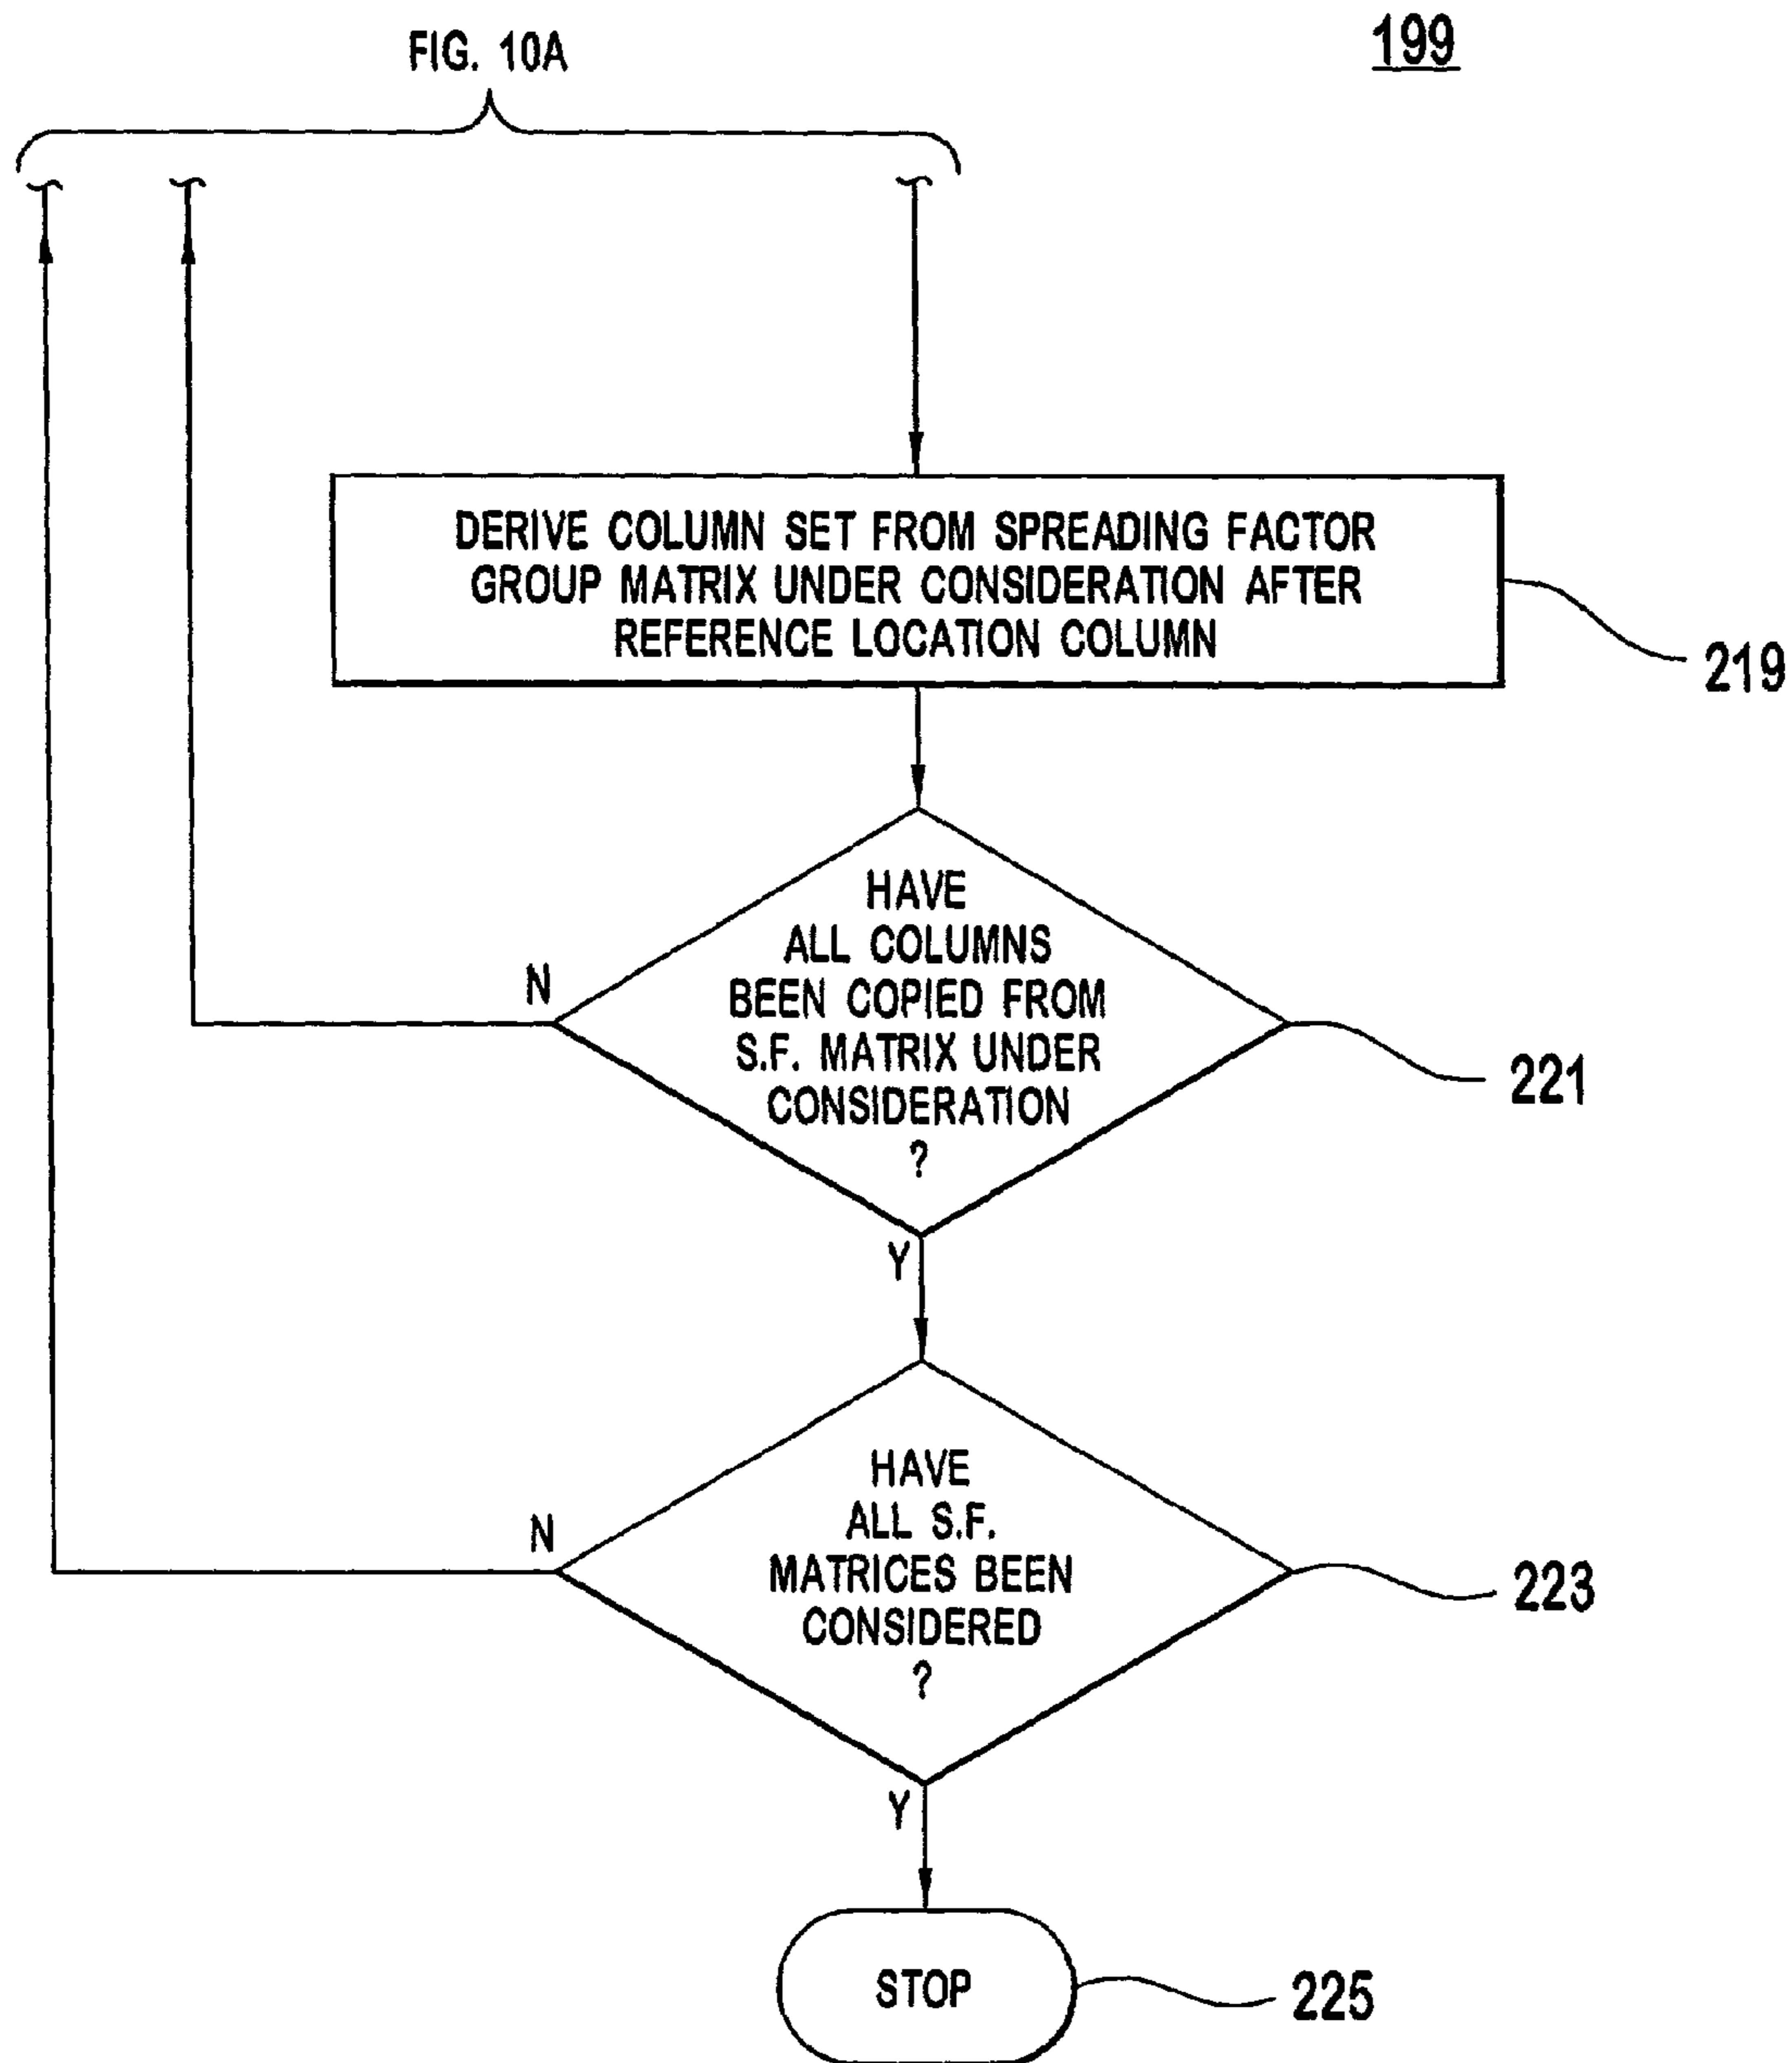 FIG. 10A
199
DERIVE COLUMN SET FROM SPREADING FACTOR
GROUP MATRIX UNDER CONSIDERATION AFTER
REFERENCE LOCATION COLUMN
219
HAVE
ALL COLUMNS
BEEN COPIED FROM
S.F. MATRIX UNDER
CONSIDERATION
?
N
221
Y
HAVE
ALL S.F.
MATRICES BEEN
CONSIDERED
?
N
223
Y
STOP
225